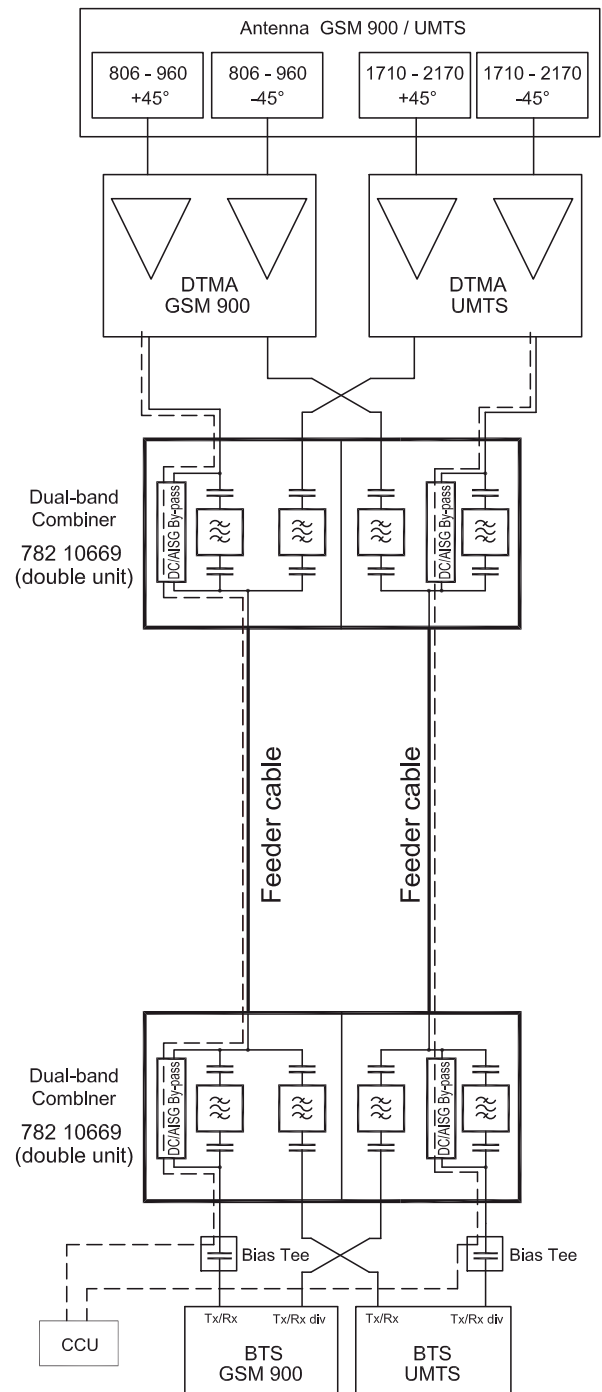 Antenna GSM 900 / UMTS
806 - 960
+45°
806 - 960
-45°
1710 - 2170
+45°
1710 - 2170
-45°
DTMA
GSM 900
DTMA
UMTS
Dual-band
Combiner
782 10669
(double unit)
DC/AISG By-pass
DC/AISG By-pass
Feeder cable
Feeder cable
Dual-band
Combiner
782 10669
(double unit)
DC/AISG By-pass
DC/AISG By-pass
Bias Tee
Bias Tee
CCU
Tx/Rx
Tx/Rx div
BTS
GSM 900
Tx/Rx
Tx/Rx div
BTS
UMTS